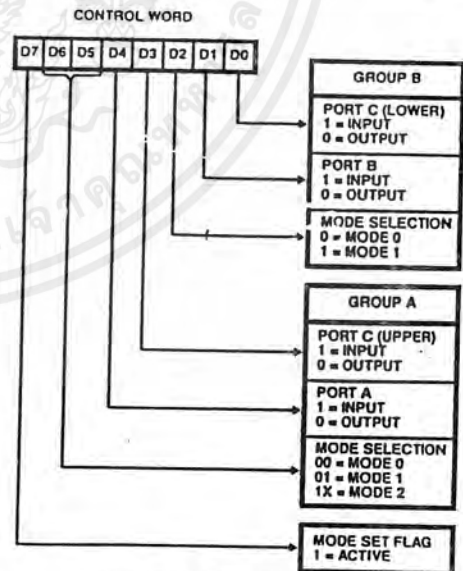 CONTROL WORD
D7 D6 D5 D4 D3 D2 D1 D0
GROUP B
PORT C (LOWER)
1 = INPUT
0 = OUTPUT
PORT B
1 = INPUT
0 = OUTPUT
MODE SELECTION
0 = MODE 0
1 = MODE 1
GROUP A
PORT C (UPPER)
1 = INPUT
0 = OUTPUT
PORT A
1 = INPUT
0 = OUTPUT
MODE SELECTION
00 = MODE 0
01 = MODE 1
1X = MODE 2
MODE SET FLAG
1 = ACTIVE